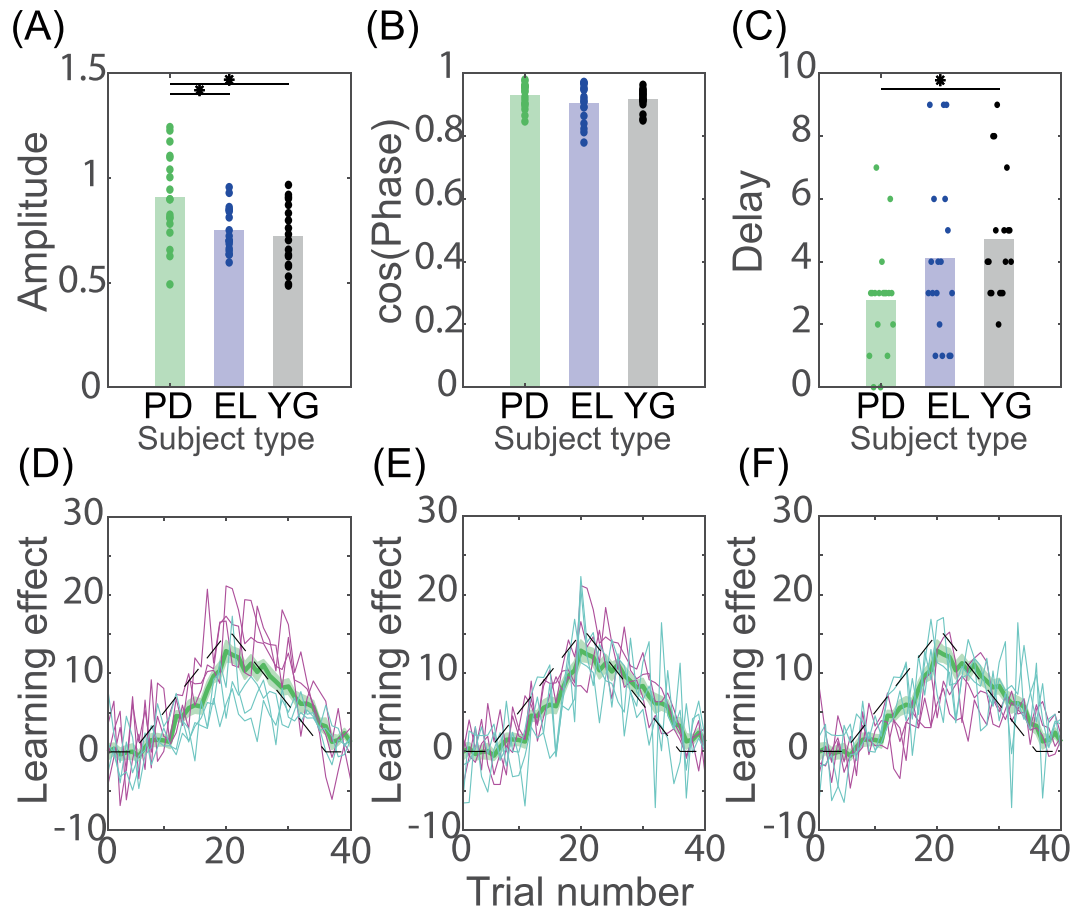 (A)
(B)
(C)
Amplitude
1.5
1
0.5
0
*
*
PD EL YG
Subject type
cos(Phase)
1
0.8
0.6
0.4
0.2
0
PD EL YG
Subject type
Delay
10
8
6
4
2
0
*
PD EL YG
Subject type
(D)
(E)
(F)
Learning effect
30
20
10
0
-10
0 20 40
Learning effect
30
20
10
0
-10
0 20 40
Learning effect
30
20
10
0
-10
0 20 40
Trial number